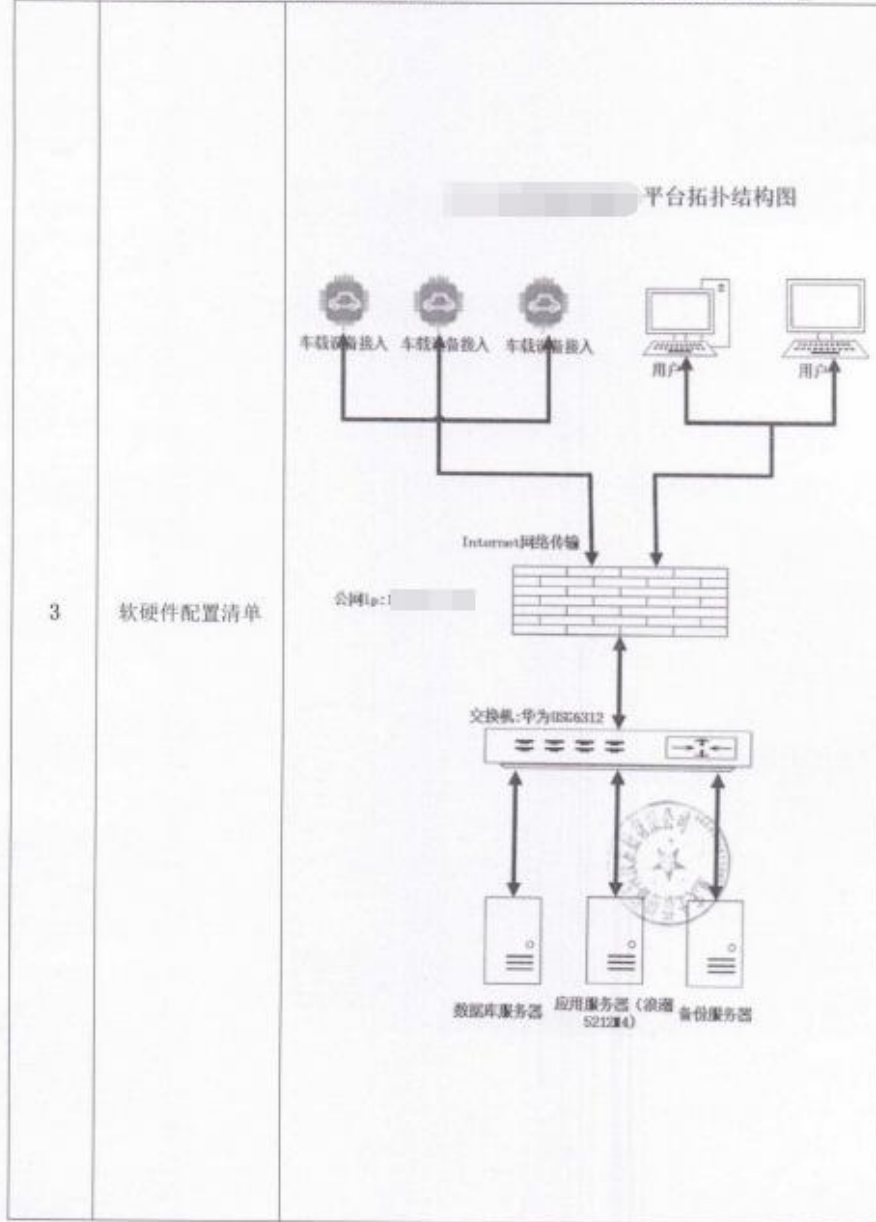 平台拓扑结构图
车载设备接入
车载设备接入
车载设备接入
用户
用户
Internet网络传输
公网ip:
3
软硬件配置清单
交换机:华为USG6312
数据库服务器
应用服务器（浪潮
5212M4）
备份服务器